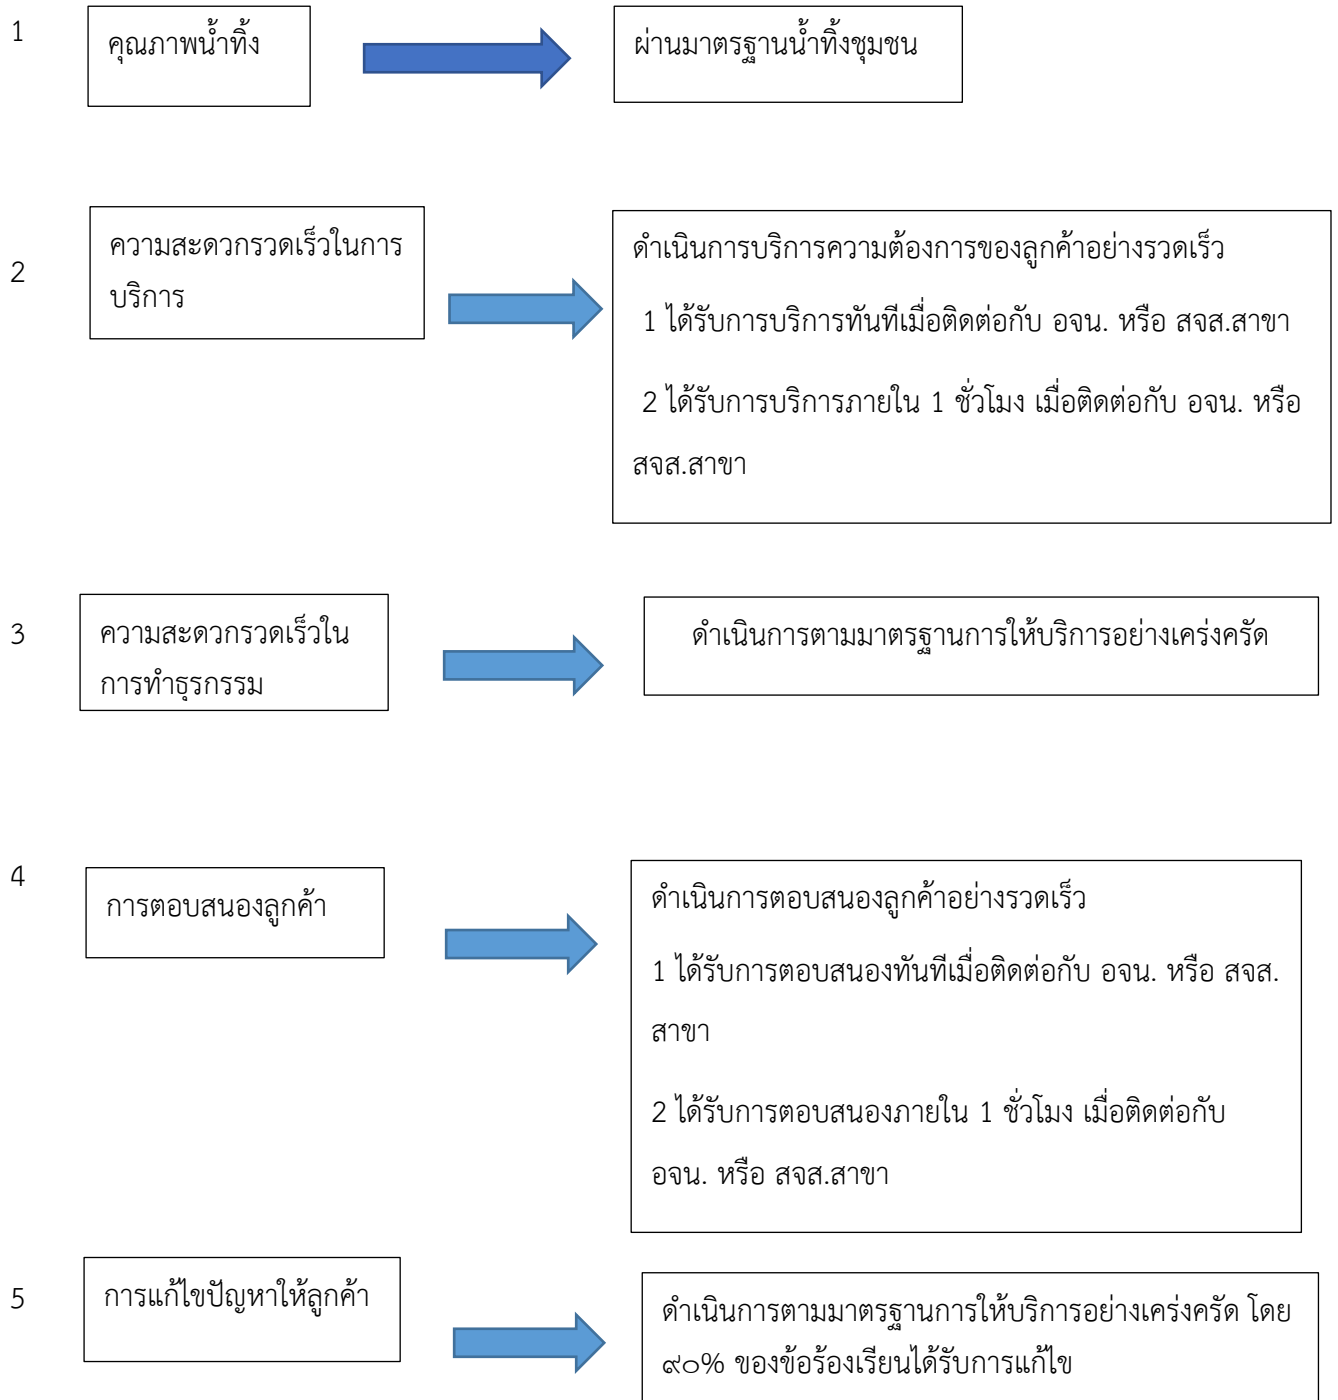 1
คุณภาพน้ำทิ้ง
ผ่านมาตรฐานน้ำทิ้งชุมชน
2
ความสะดวกรวดเร็วในการ
บริการ
ดำเนินการบริการความต้องการของลูกค้าอย่างรวดเร็ว
1 ได้รับการบริการทันทีเมื่อติดต่อกับ อจน. หรือ สจส.สาขา
2 ได้รับการบริการภายใน 1 ชั่วโมง เมื่อติดต่อกับ อจน. หรือ
สจส.สาขา
3
ความสะดวกรวดเร็วใน
การทำธุรกรรม
ดำเนินการตามมาตรฐานการให้บริการอย่างเคร่งครัด
4
การตอบสนองลูกค้า
ดำเนินการตอบสนองลูกค้าอย่างรวดเร็ว
1 ได้รับการตอบสนองทันทีเมื่อติดต่อกับ อจน. หรือ สจส.
สาขา
2 ได้รับการตอบสนองภายใน 1 ชั่วโมง เมื่อติดต่อกับ
อจน. หรือ สจส.สาขา
5
การแก้ไขปัญหาให้ลูกค้า
ดำเนินการตามมาตรฐานการให้บริการอย่างเคร่งครัด โดย
๙๐% ของข้อร้องเรียนได้รับการแก้ไข